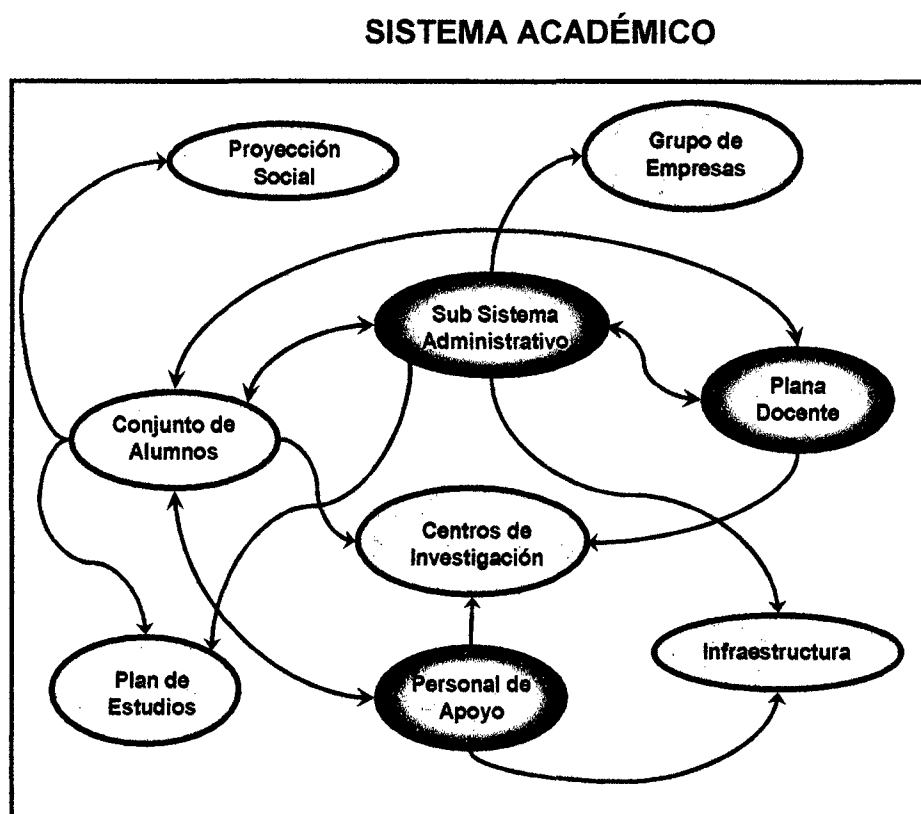 SISTEMA ACADÉMICO
Proyección
Social
Grupo de
Empresas
Sub Sistema
Administrativo
Plana
Docente
Conjunto de
Alumnos
Centros de
Investigación
Infraestructura
Plan de
Estudios
Personal de
Apoyo